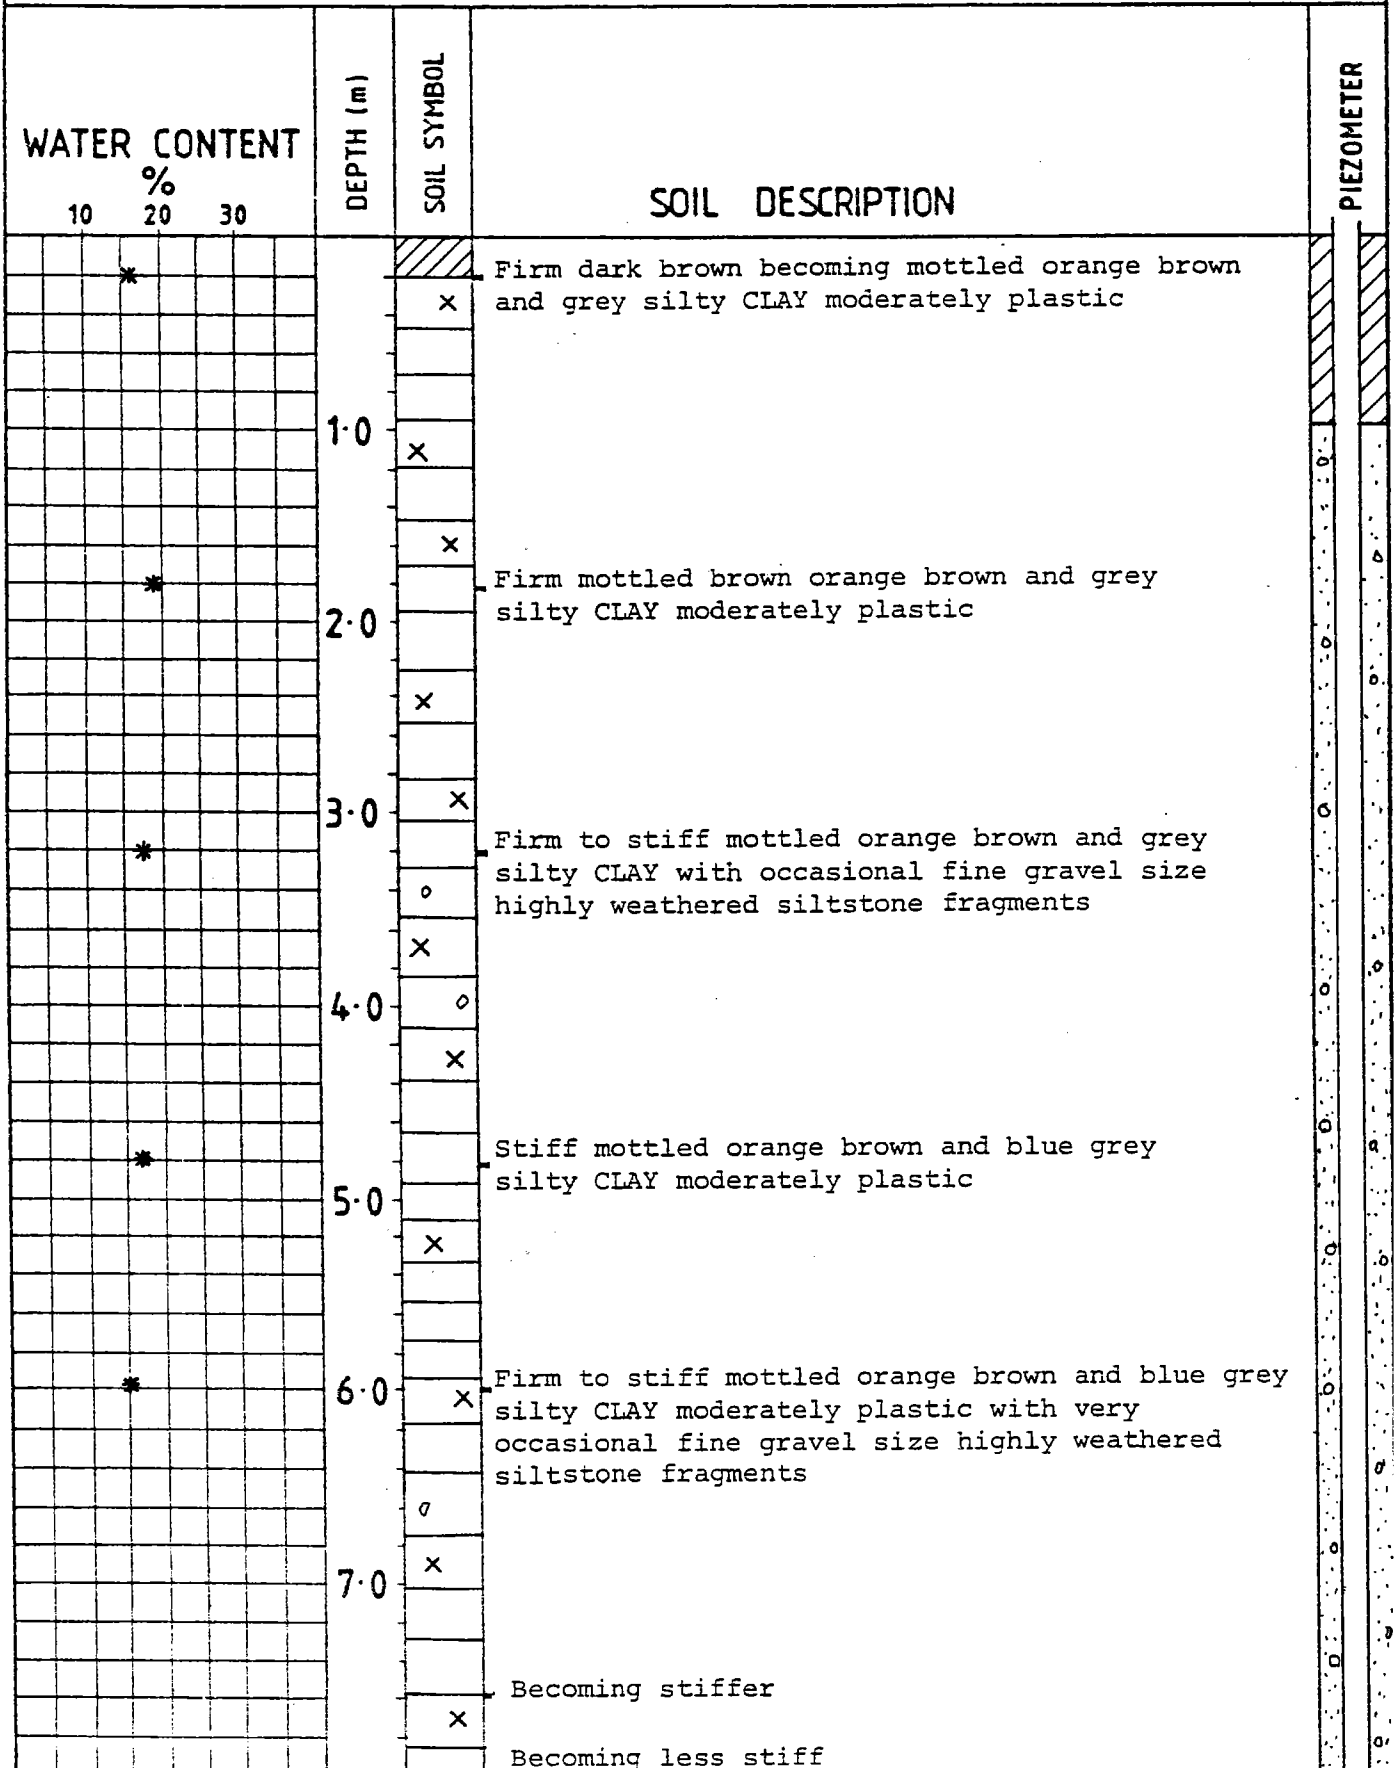 WATER CONTENT
%
10 20 30
DEPTH (m)
SOIL SYMBOL
SOIL DESCRIPTION
PIEZOMETER
Firm dark brown becoming mottled orange brown
and grey silty CLAY moderately plastic
1·0
Firm mottled brown orange brown and grey
silty CLAY moderately plastic
2·0
3·0
Firm to stiff mottled orange brown and grey
silty CLAY with occasional fine gravel size
highly weathered siltstone fragments
4·0
Stiff mottled orange brown and blue grey
silty CLAY moderately plastic
5·0
6·0
Firm to stiff mottled orange brown and blue grey
silty CLAY moderately plastic with very
occasional fine gravel size highly weathered
siltstone fragments
7·0
Becoming stiffer
Becoming less stiff